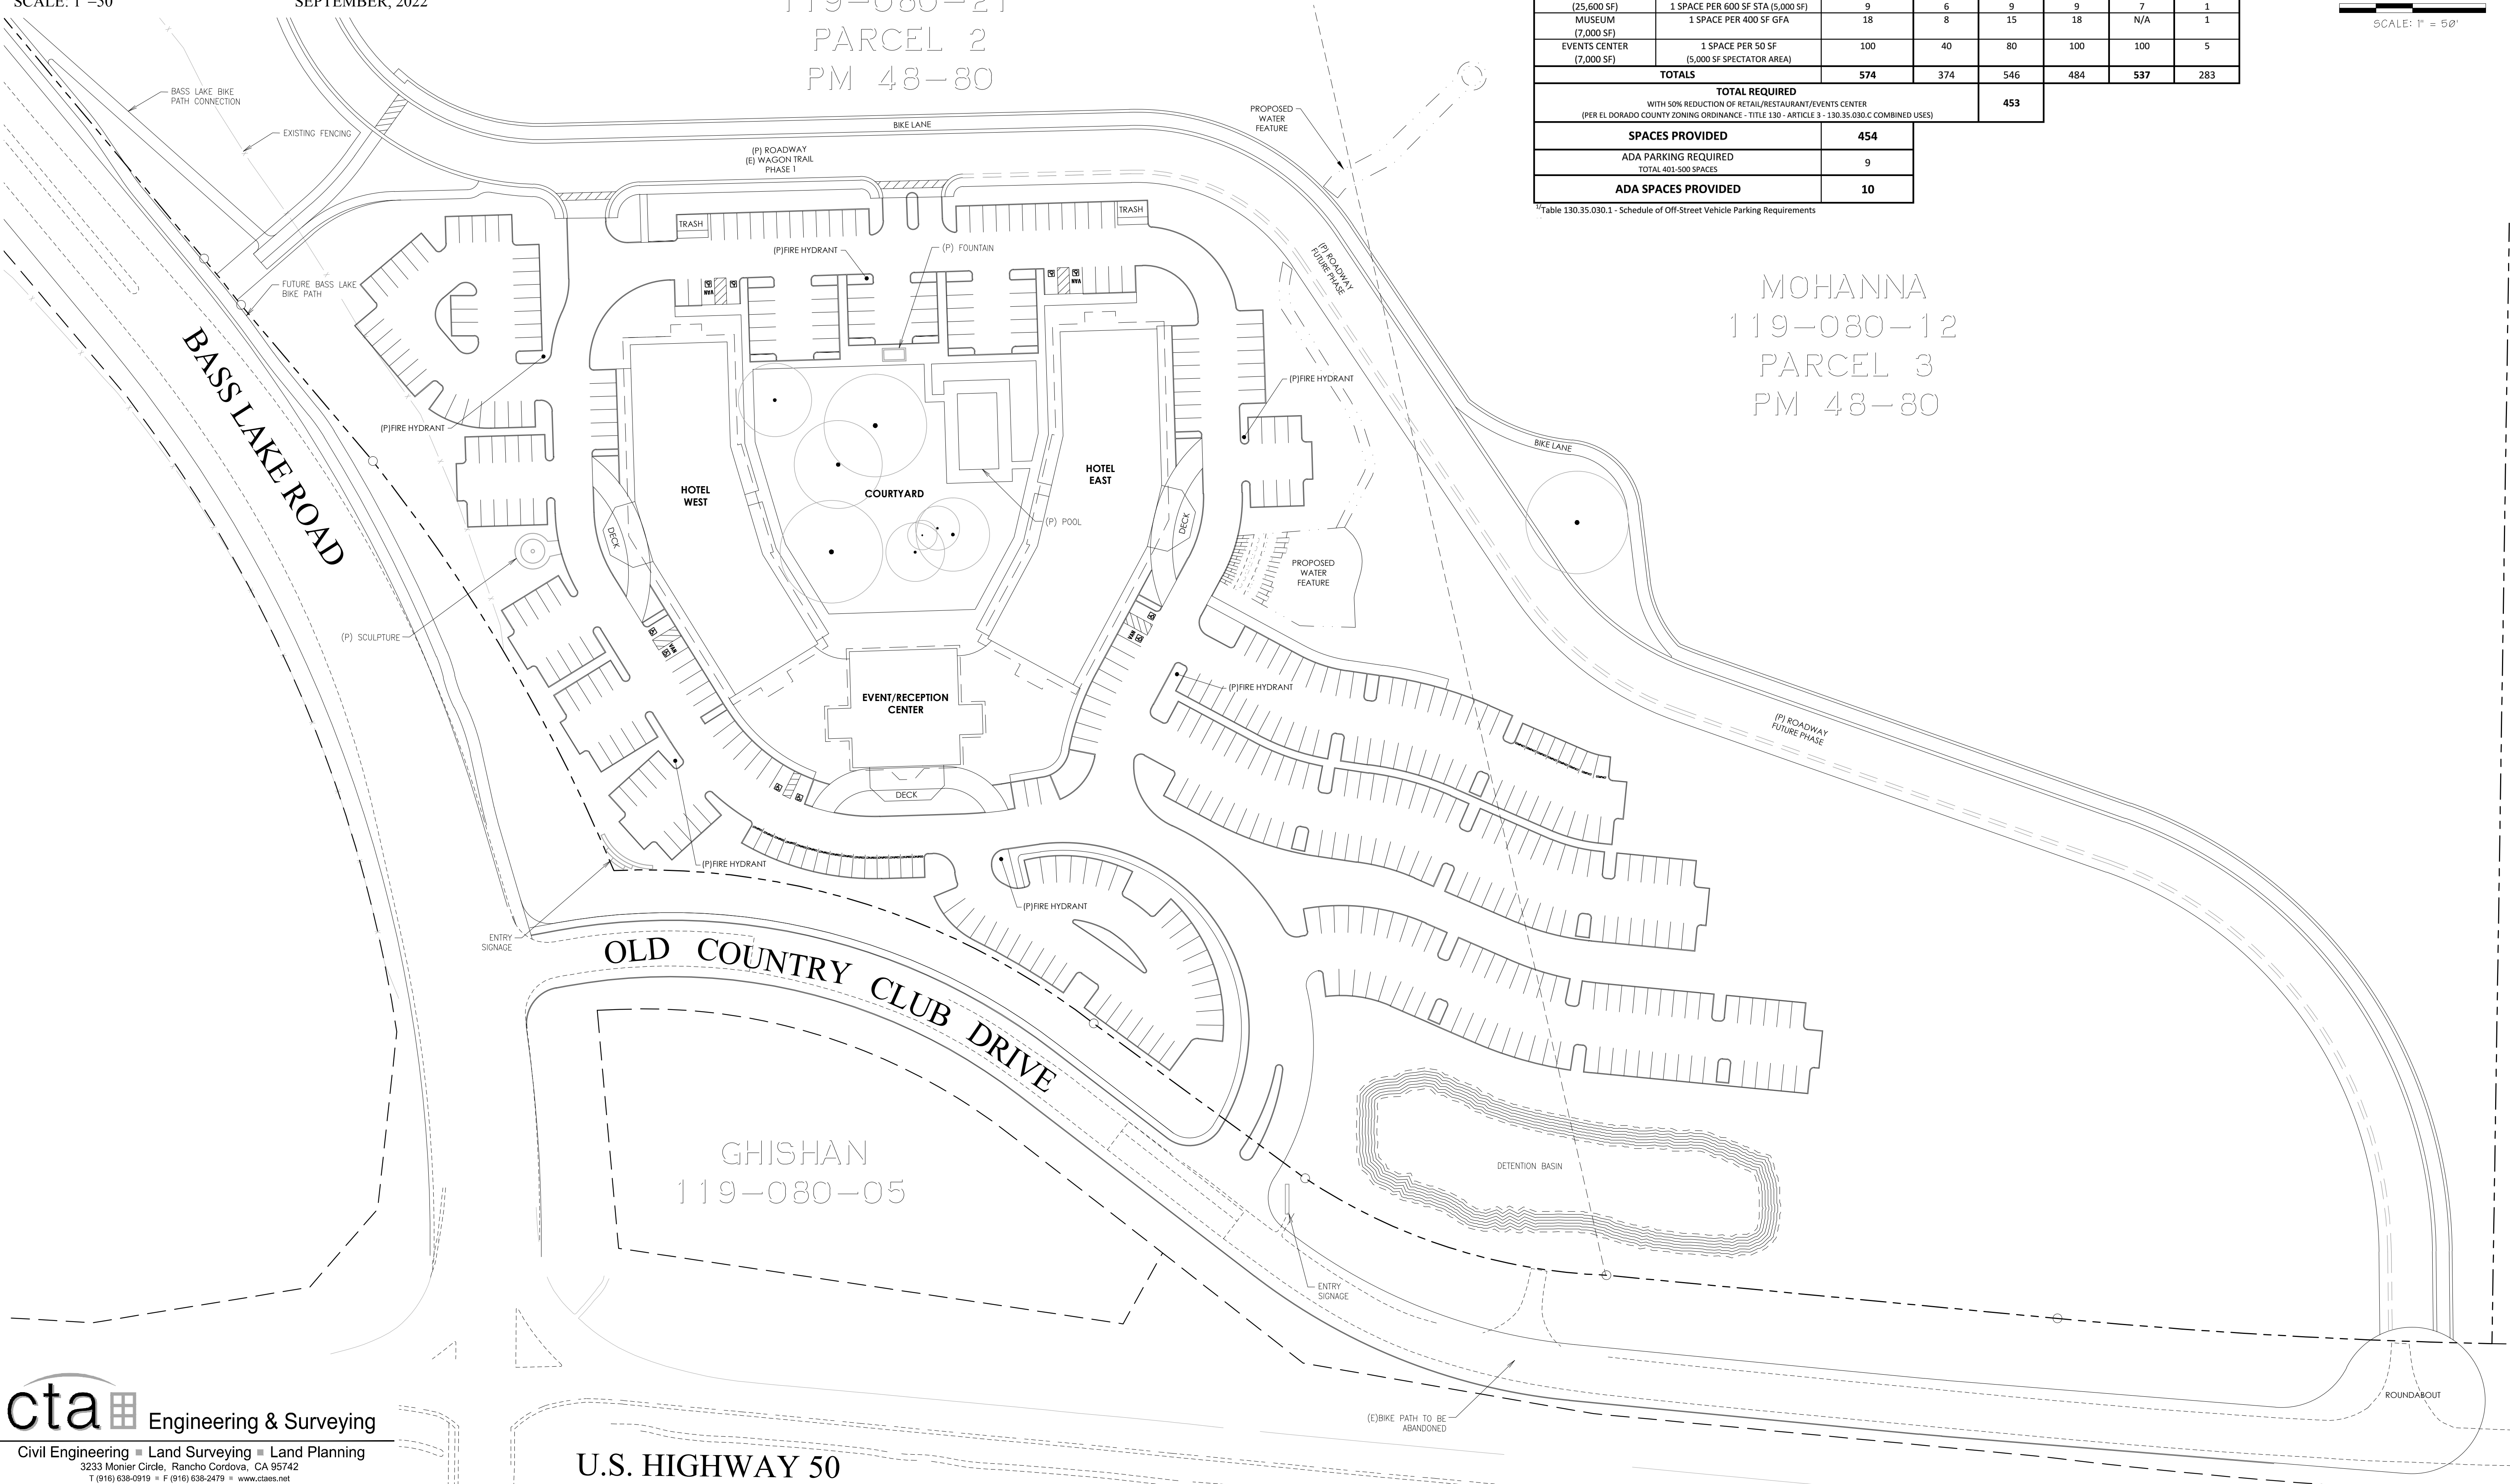 SCALE: 1"=50'
SEPTEMBER, 2022
119-080-21
PARCEL 2
PM 48-80
(25,600 SF) 1 SPACE PER 600 SF STA (5,000 SF) 9 6 9 9 7 1
MUSEUM 1 SPACE PER 400 SF GFA 18 8 15 18 N/A 1
(7,000 SF)
EVENTS CENTER 1 SPACE PER 50 SF 100 40 80 100 100 5
(7,000 SF) (5,000 SF SPECTATOR AREA)
TOTALS 574 374 546 484 537 283
TOTAL REQUIRED
WITH 50% REDUCTION OF RETAIL/RESTAURANT/EVENTS CENTER 453
(PER EL DORADO COUNTY ZONING ORDINANCE - TITLE 130 - ARTICLE 3 - 130.35.030.C COMBINED USES)
SPACES PROVIDED 454
ADA PARKING REQUIRED 9
TOTAL 401-500 SPACES
ADA SPACES PROVIDED 10
1/Table 130.35.030.1 - Schedule of Off-Street Vehicle Parking Requirements
SCALE: 1" = 50'
BASS LAKE BIKE
PATH CONNECTION
EXISTING FENCING
BIKE LANE
(P) ROADWAY
(E) WAGON TRAIL
PHASE 1
PROPOSED
WATER
FEATURE
TRASH
TRASH
(P)FIRE HYDRANT
(P) FOUNTAIN
(P) ROADWAY
FUTURE PHASE
FUTURE BASS LAKE
BIKE PATH
VAN
VAN
MOHANNA
119-080-12
PARCEL 3
PM 48-80
BASS LAKE ROAD
(P)FIRE HYDRANT
(P)FIRE HYDRANT
BIKE LANE
HOTEL
WEST
COURTYARD
HOTEL
EAST
(P) POOL
DECK
DECK
PROPOSED
WATER
FEATURE
(P) SCULPTURE
VAN
VAN
(P)FIRE HYDRANT
EVENT/RECEPTION
CENTER
(P) ROADWAY
FUTURE PHASE
DECK
(P)FIRE HYDRANT
(P)FIRE HYDRANT
ENTRY
SIGNAGE
OLD COUNTRY CLUB DRIVE
GHISHAN
119-080-05
DETENTION BASIN
ENTRY
SIGNAGE
(E)BIKE PATH TO BE
ABANDONED
ROUNDABOUT
cta Engineering & Surveying
Civil Engineering ■ Land Surveying ■ Land Planning
3233 Monier Circle, Rancho Cordova, CA 95742
T (916) 638-0919 ■ F (916) 638-2479 ■ www.ctaes.net
U.S. HIGHWAY 50